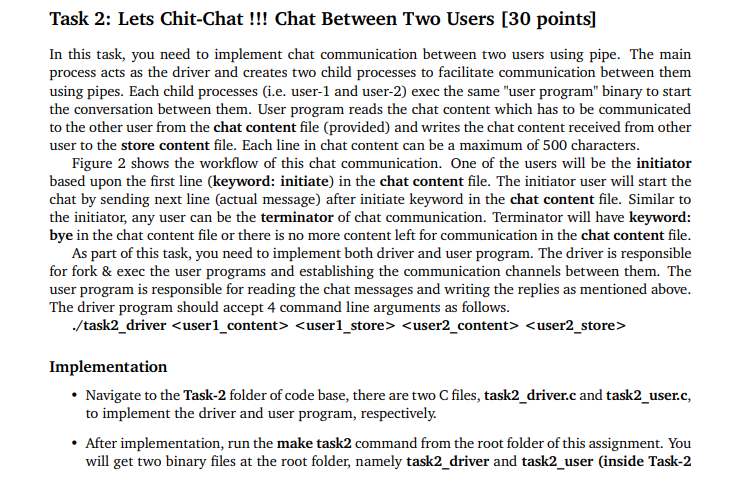 Task 2: Lets Chit-Chat !!! Chat Between Two Users [30 points]
In this task, you need to implement chat communication between two users using pipe. The main
process acts as the driver and creates two child processes to facilitate communication between them
using pipes. Each child processes (i.e. user-1 and user-2) exec the same "user program" binary to start
the conversation between them. User program reads the chat content which has to be communicated
to the other user from the chat content file (provided) and writes the chat content received from other
user to the store content file. Each line in chat content can be a maximum of 500 characters.
Figure 2 shows the workflow of this chat communication. One of the users will be the initiator
based upon the first line (keyword: initiate) in the chat content file. The initiator user will start the
chat by sending next line (actual message) after initiate keyword in the chat content file. Similar to
the initiator, any user can be the terminator of chat communication. Terminator will have keyword:
bye in the chat content file or there is no more content left for communication in the chat content file.
As part of this task, you need to implement both driver and user program. The driver is responsible
for fork & exec the user programs and establishing the communication channels between them. The
user program is responsible for reading the chat messages and writing the replies as mentioned above.
The driver program should accept 4 command line arguments as follows.
./task2_driver <user1_content> <user1_store> <user2_content> <user2_store>
Implementation
• Navigate to the Task-2 folder of code base, there are two C files, task2_driver.c and task2_user.c,
to implement the driver and user program, respectively.
• After implementation, run the make task2 command from the root folder of this assignment. You
will get two binary files at the root folder, namely task2_driver and task2_user (inside Task-2